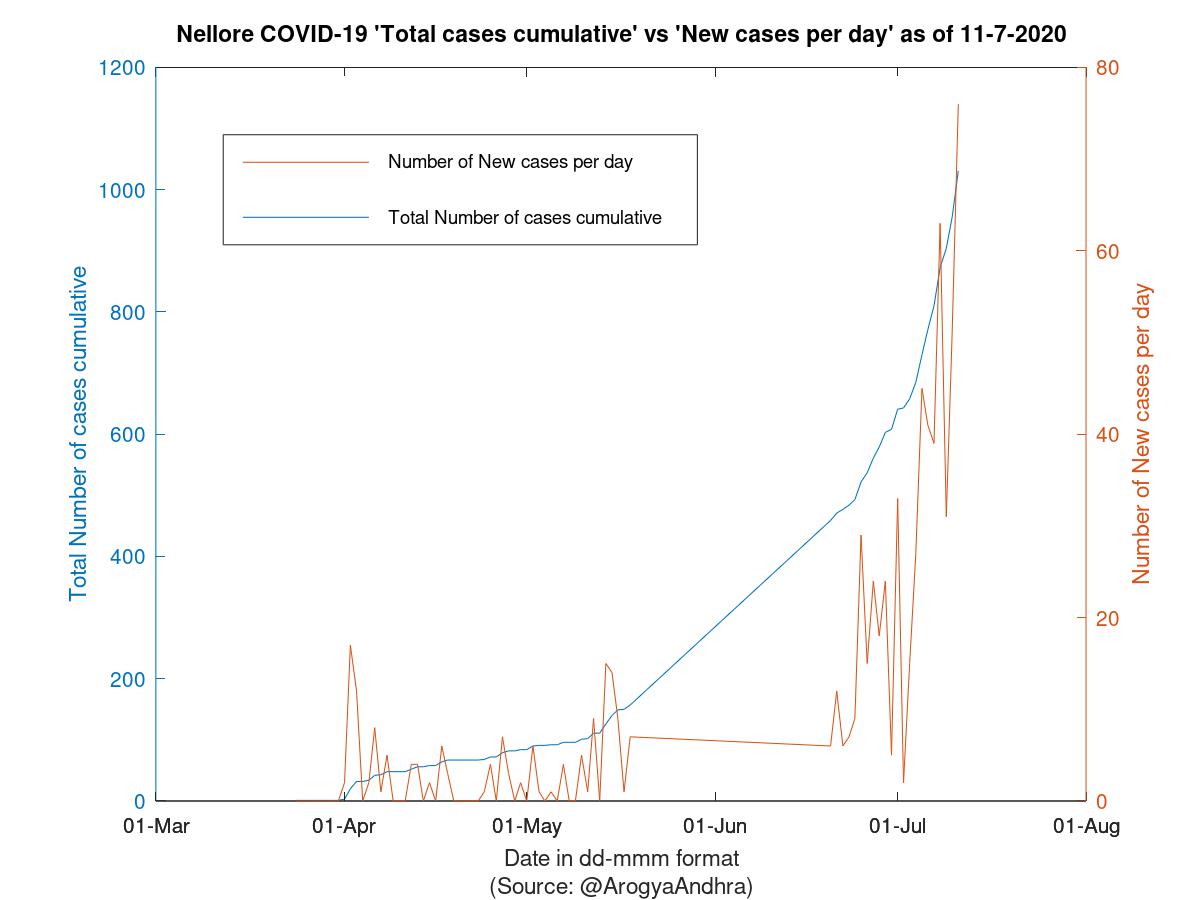 Nellore COVID-19 'Total cases cumulative' vs 'New cases per day' as of 11-7-2020
Number of New cases per day
Total Number of cases cumulative
Total Number of cases cumulative
1200
1000
800
600
400
200
0
Number of New cases per day
80
60
40
20
0
01-Mar 01-Apr 01-May 01-Jun 01-Jul 01-Aug
Date in dd-mmm format
(Source: @ArogyaAndhra)